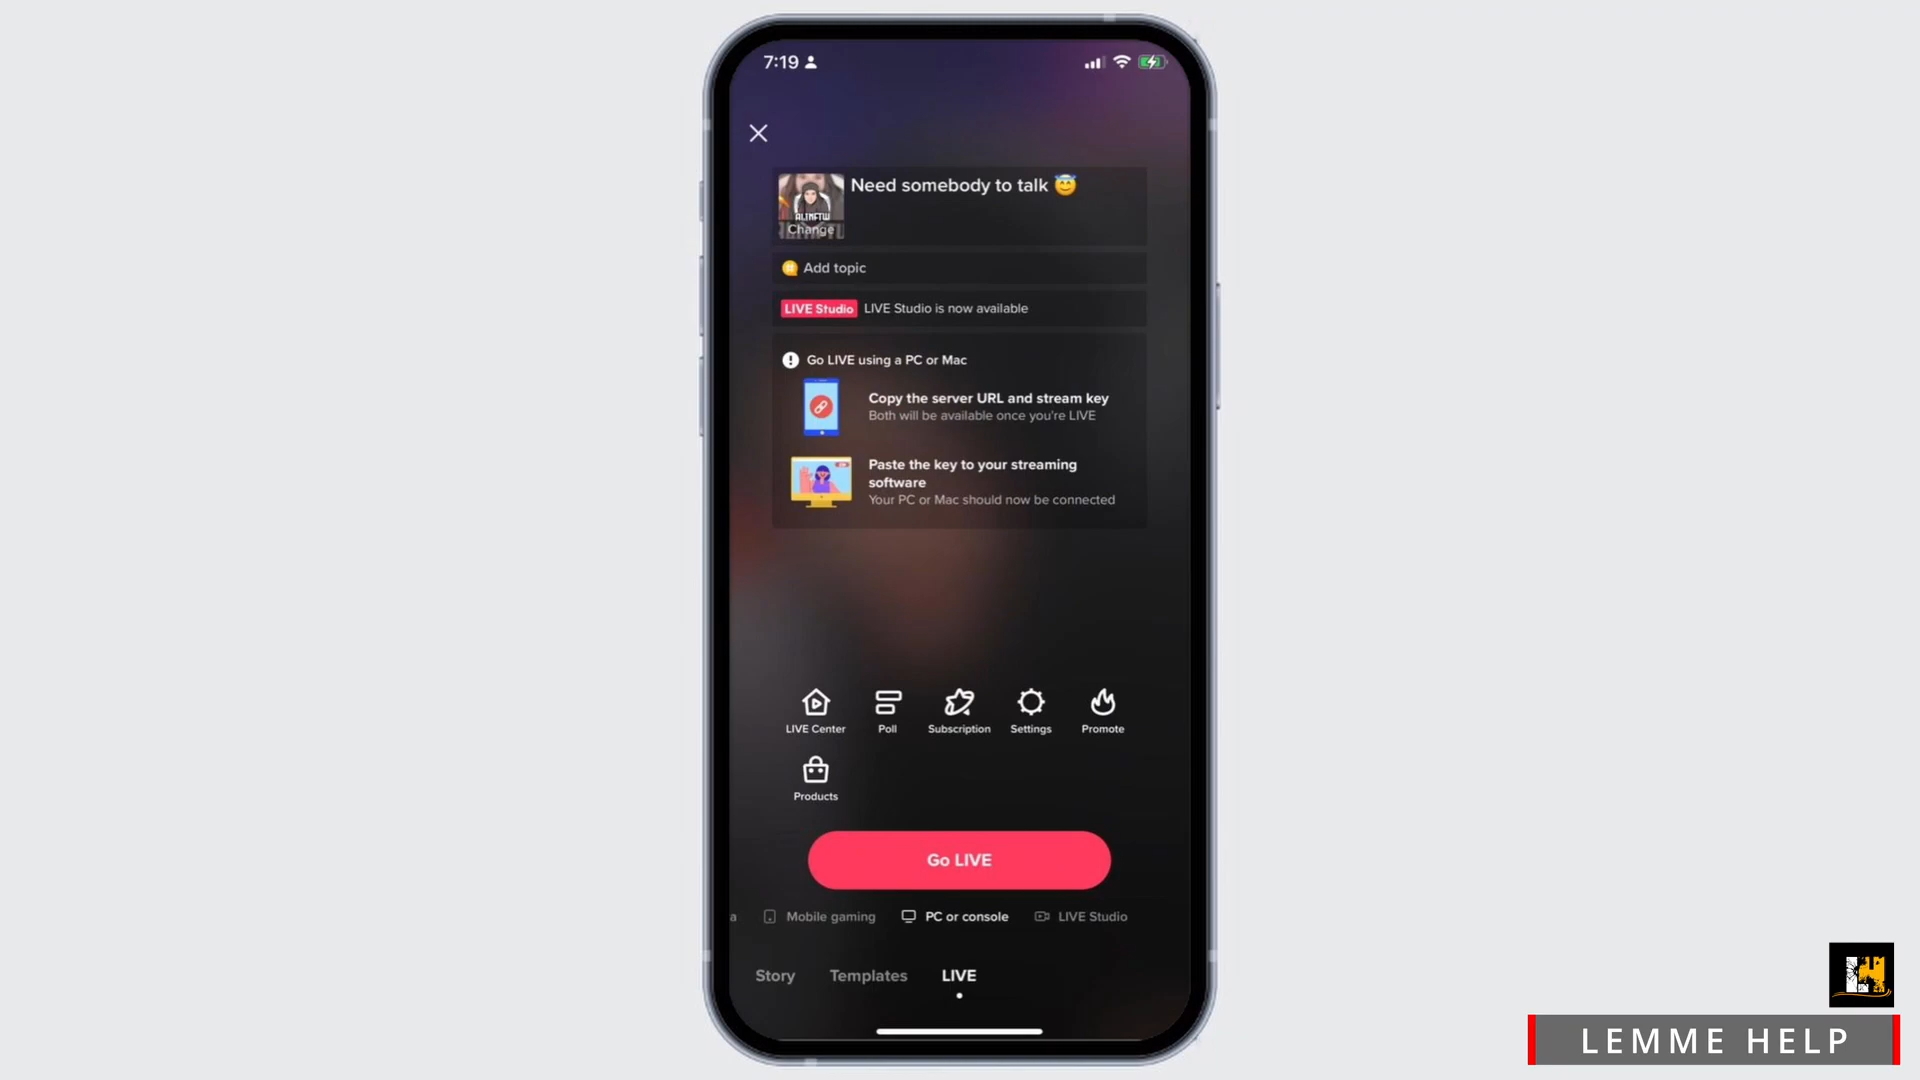 7:19
Need somebody to talk 😇
ALINFTW
Change
Add topic
LIVE Studio LIVE Studio is now available
Go LIVE using a PC or Mac
Copy the server URL and stream key
Both will be available once you're LIVE
Paste the key to your streaming
software
Your PC or Mac should now be connected
LIVE Center Poll Subscription Settings Promote
Products
Go LIVE
a Mobile gaming PC or console LIVE Studio
Story Templates LIVE
LEMME HELP